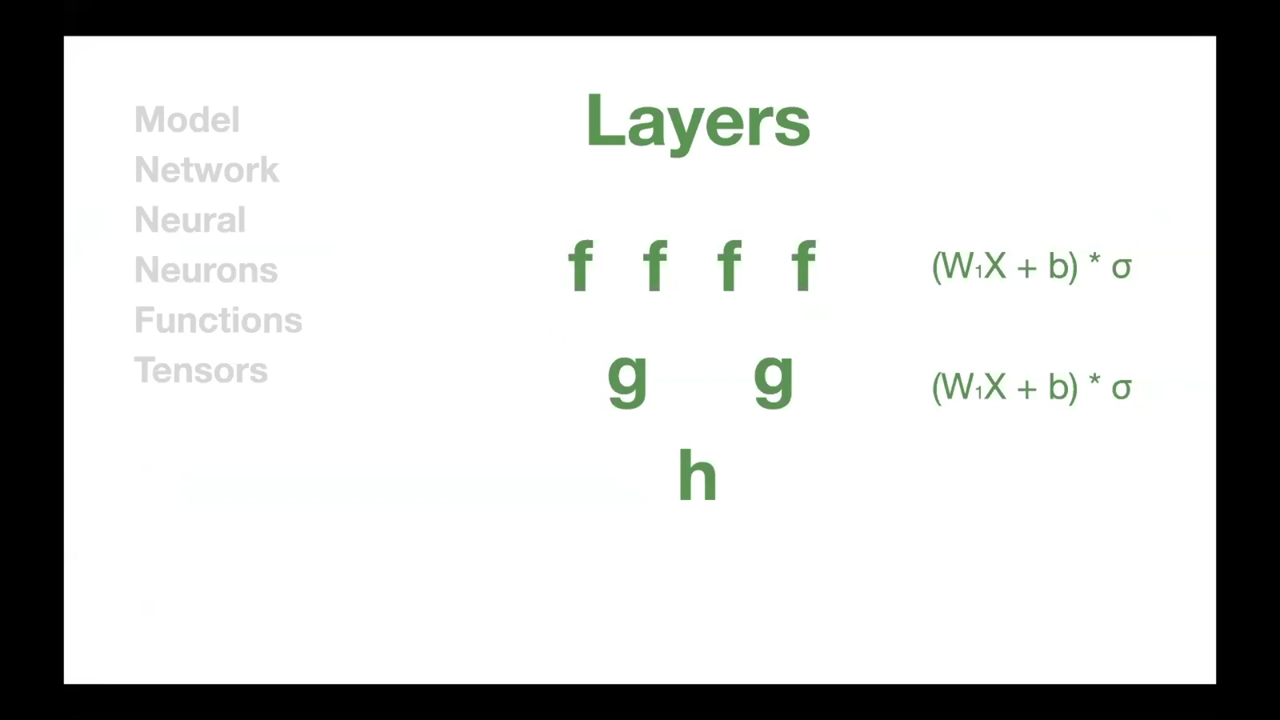 Layers
Model
Network
Neural
Neurons
Functions
Tensors
f f f f (W₁X + b) * σ
g g (W₁X + b) * σ
h